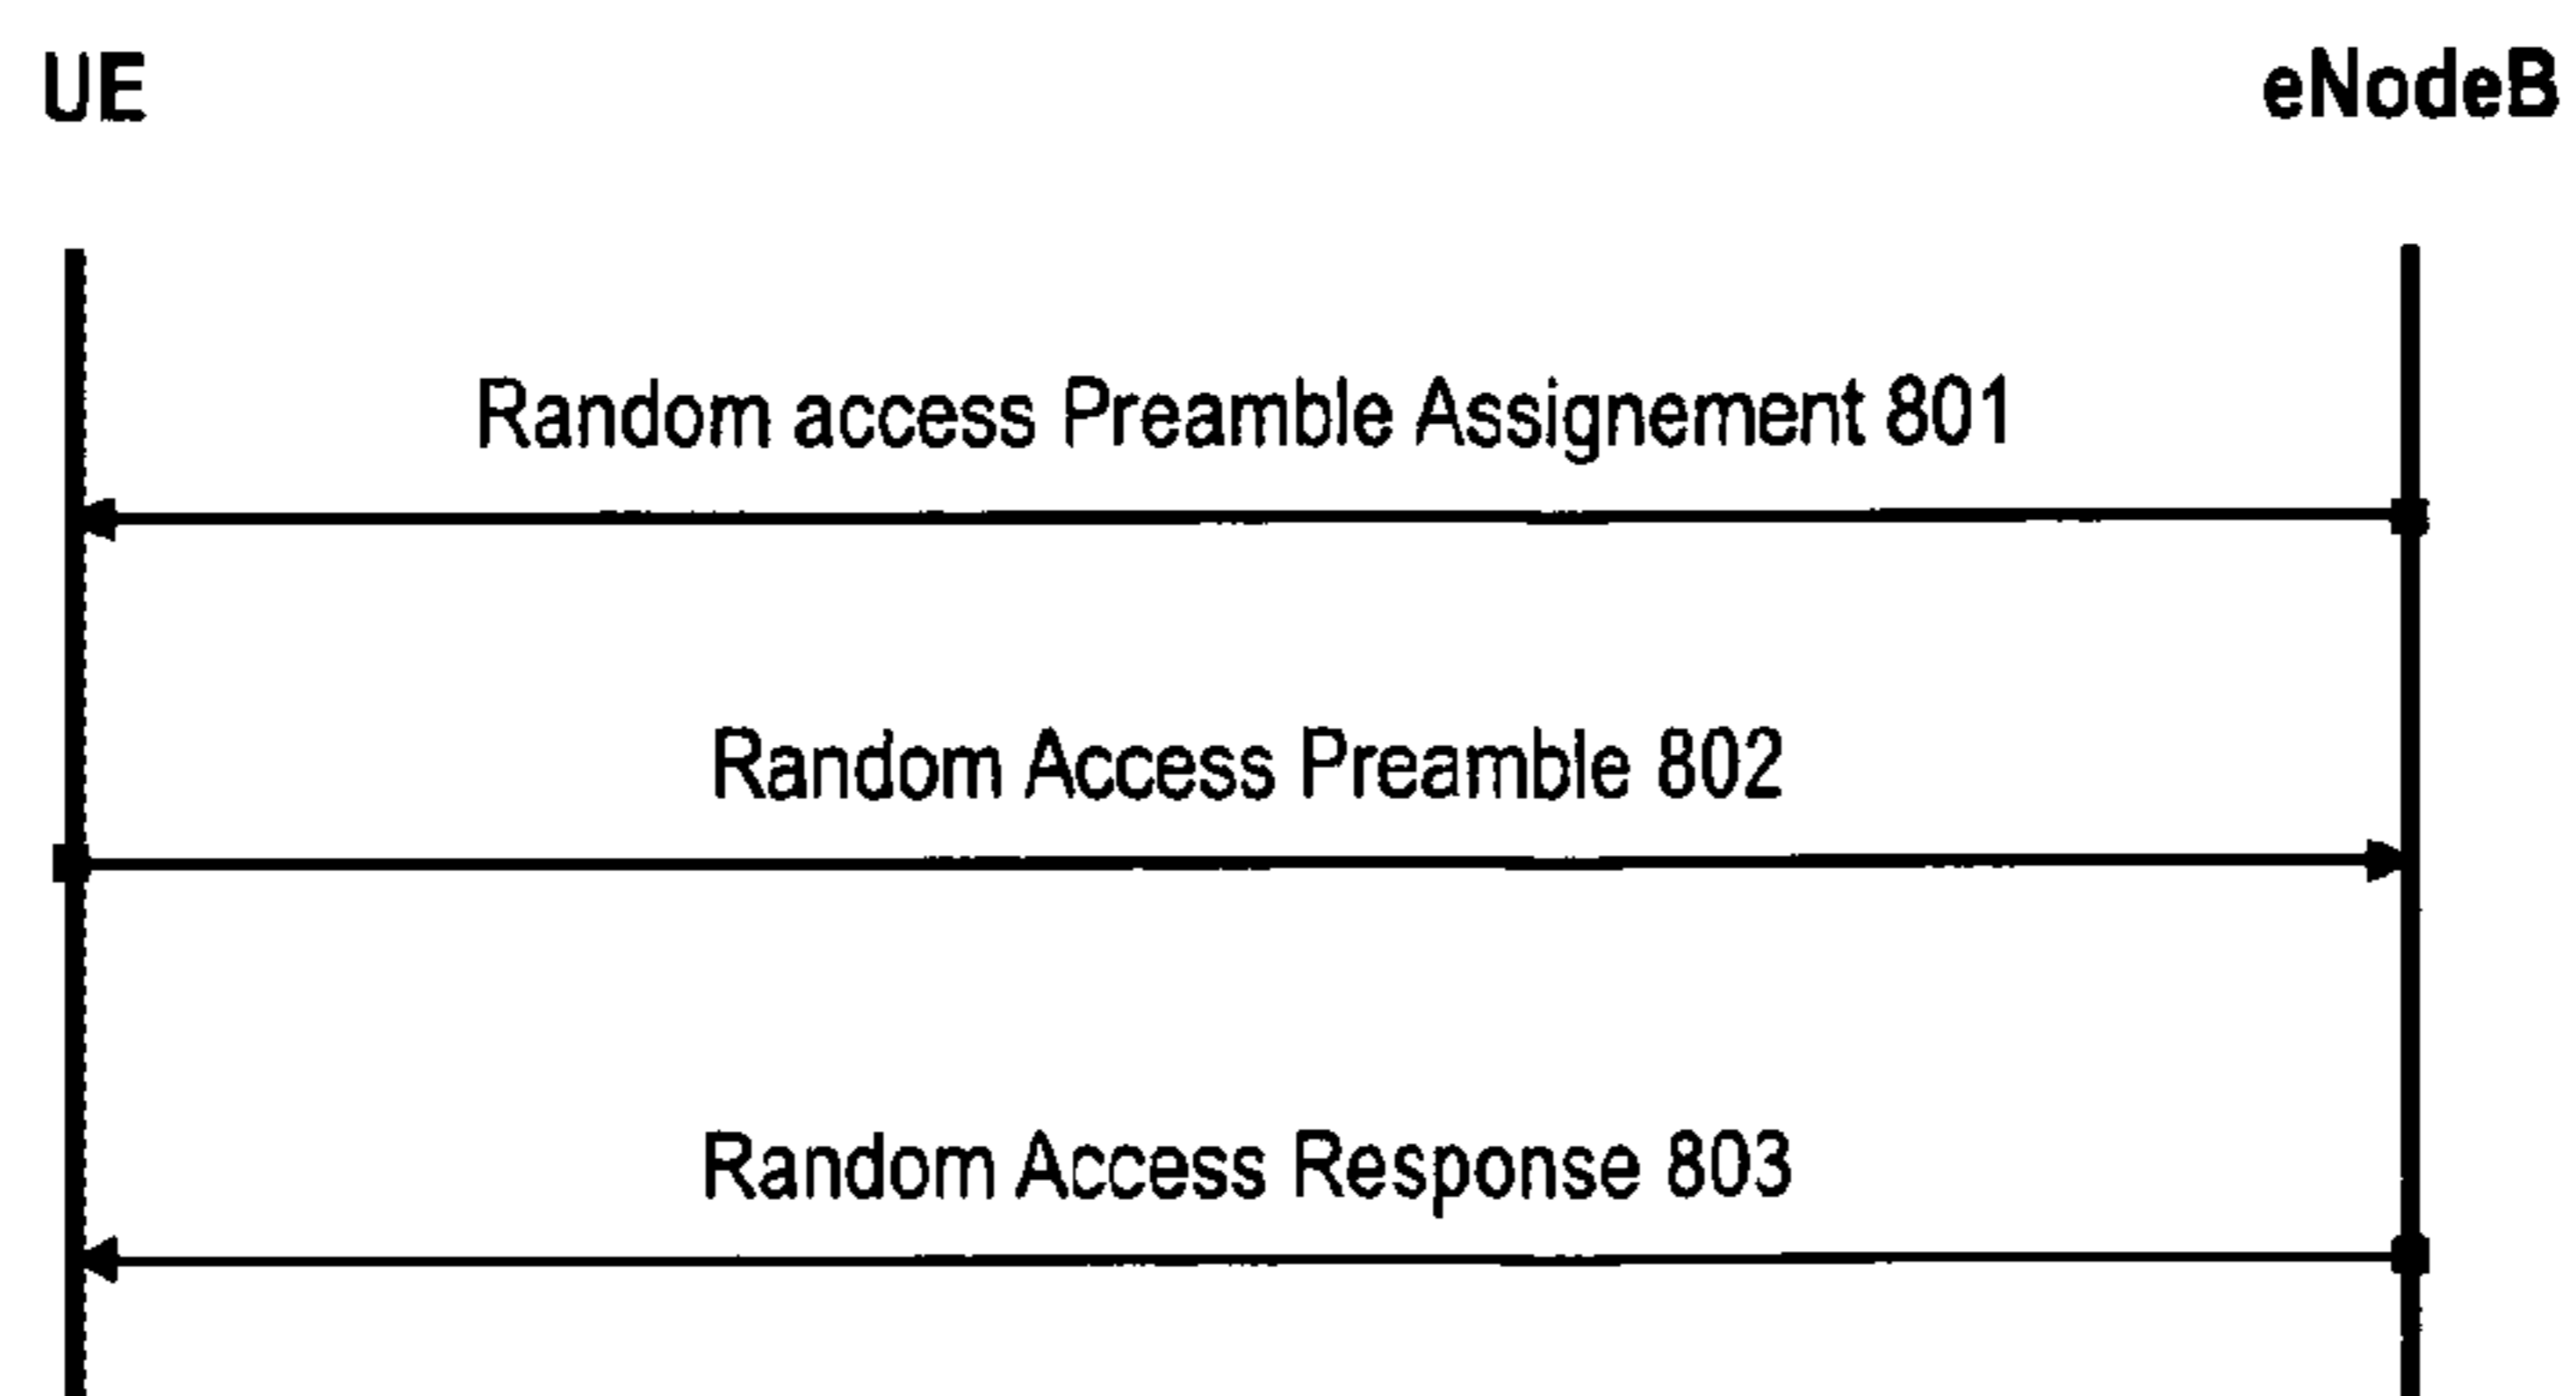 UE eNodeB
Random access Preamble Assignement 801
Random Access Preamble 802
Random Access Response 803